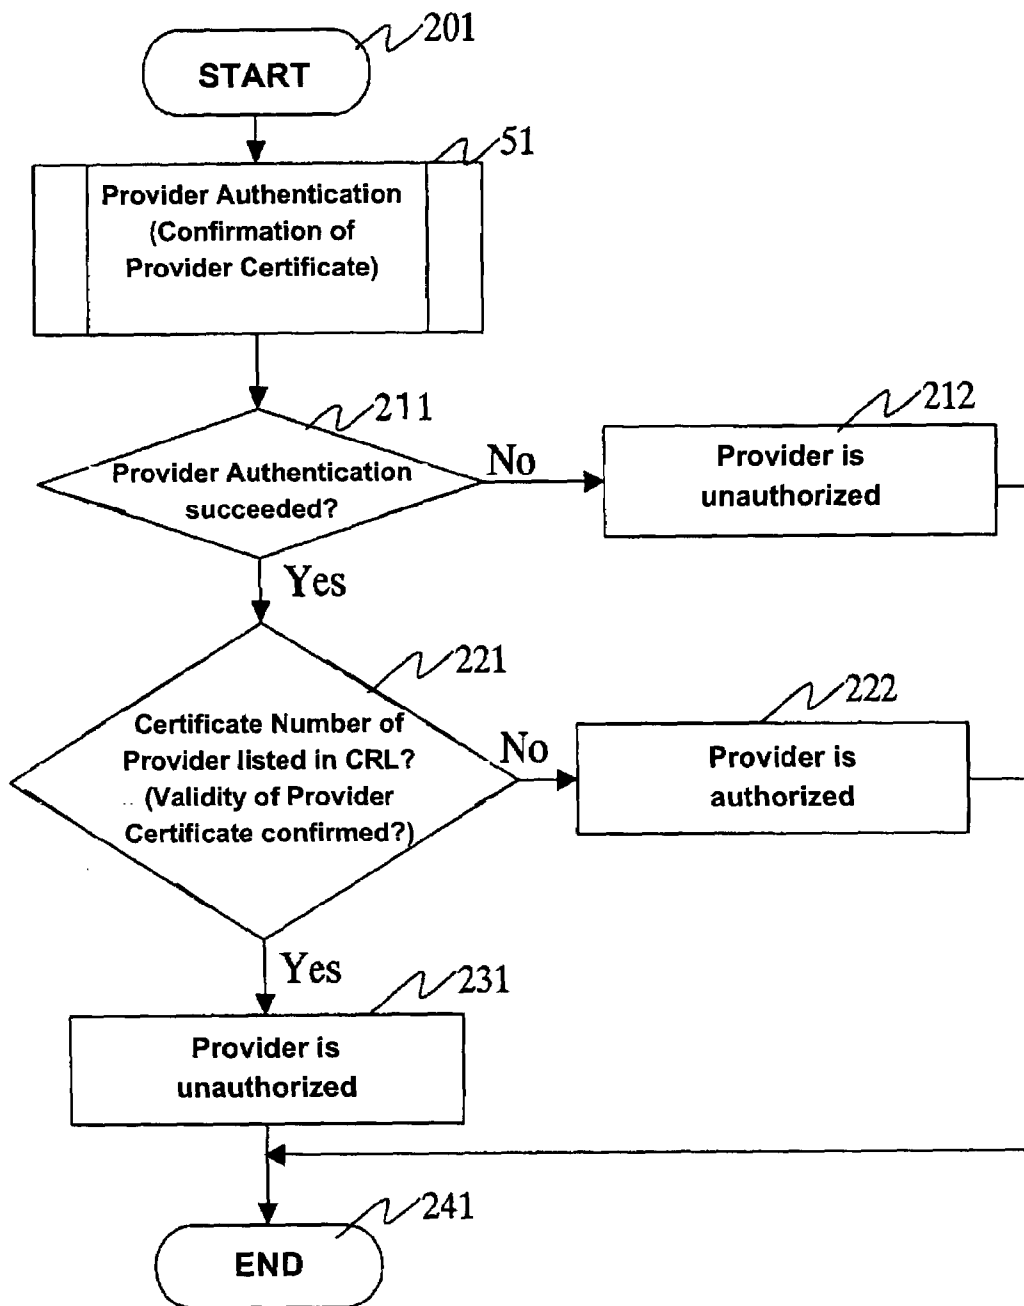 201
START
51
Provider Authentication
(Confirmation of
Provider Certificate)
211
Provider Authentication
succeeded?
No
212
Provider is
unauthorized
Yes
221
Certificate Number of
Provider listed in CRL?
(Validity of Provider
Certificate confirmed?)
No
222
Provider is
authorized
Yes
231
Provider is
unauthorized
241
END